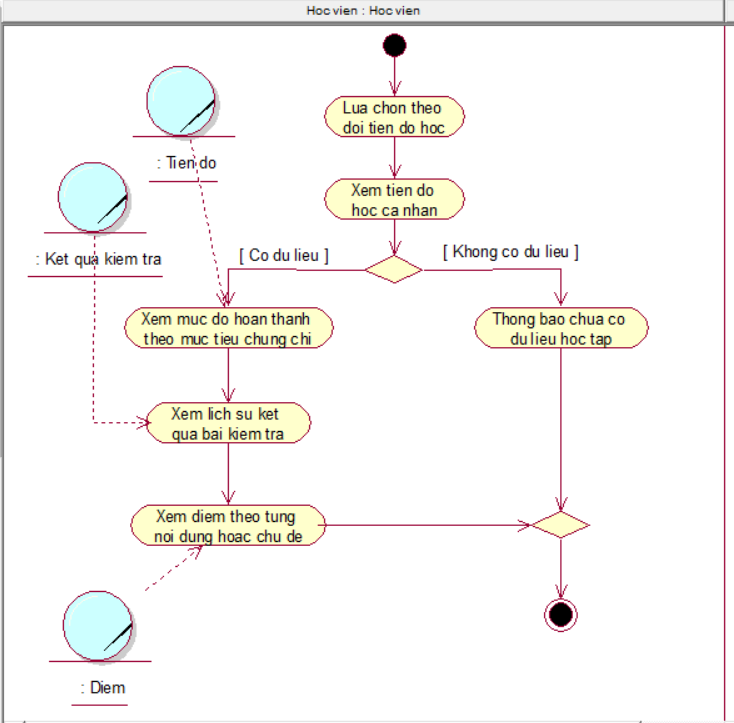 Hoc vien : Hoc vien
Lua chon theo
doi tien do hoc
: Tien do
Xem tien do
hoc ca nhan
: Ket qua kiem tra
[ Co du lieu ]
[ Khong co du lieu ]
Xem muc do hoan thanh
theo muc tieu chung chi
Thong bao chua co
du lieu hoc tap
Xem lich su ket
qua bai kiem tra
Xem diem theo tung
noi dung hoac chu de
: Diem